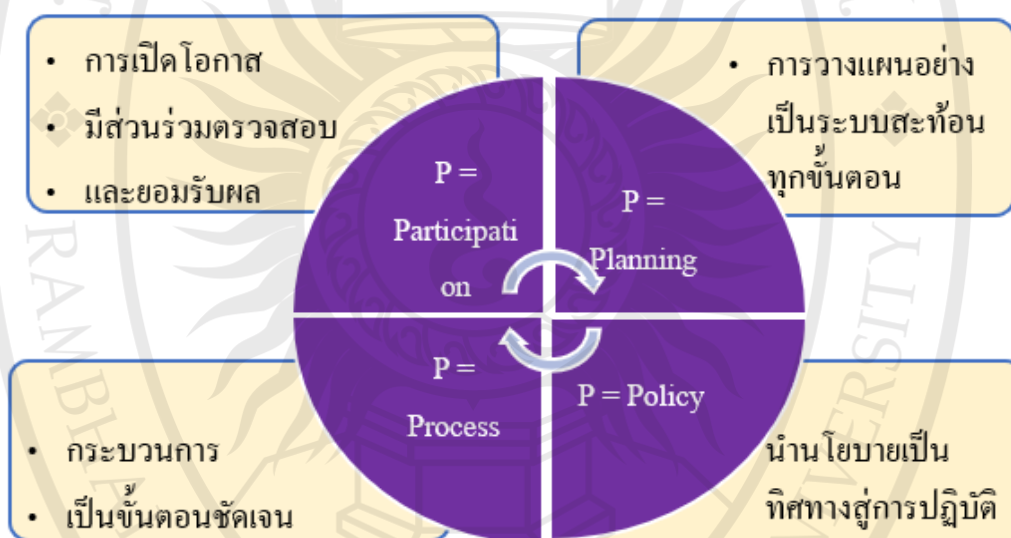 • การเปิดโอกาส
• มีส่วนร่วมตรวจสอบ
• และยอมรับผล
• การวางแผนอย่าง
เป็นระบบสะท้อน
ทุกขั้นตอน
P =
Participati
on
P =
Planning
P =
Process
P = Policy
• กระบวนการ
• เป็นขั้นตอนชัดเจน
นำนโยบายเป็น
ทิศทางสู่การปฏิบัติ
RAMBHA
VERSITY